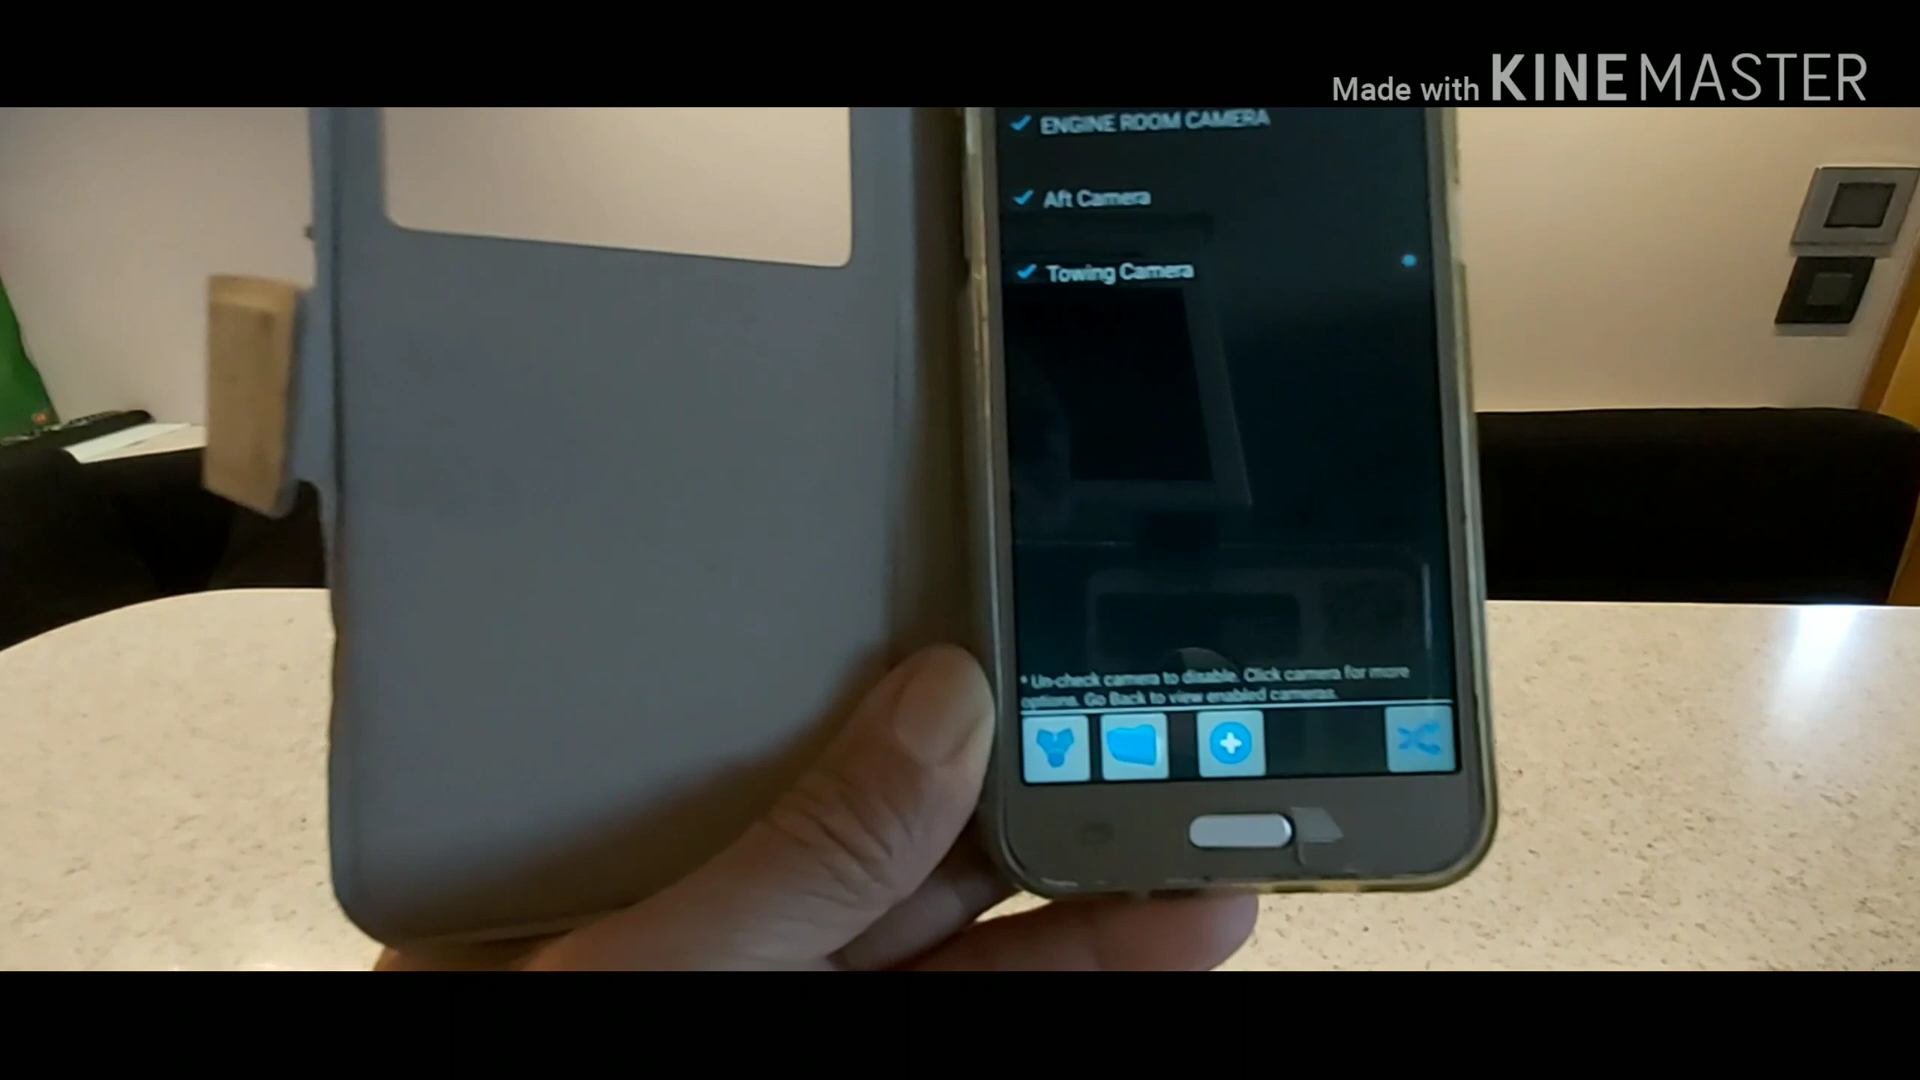 Made with KINEMASTER
ENGINE ROOM CAMERA
Aft Camera
Towing Camera
* Un-check camera to disable. Click camera for more
options. Go Back to view enabled cameras.